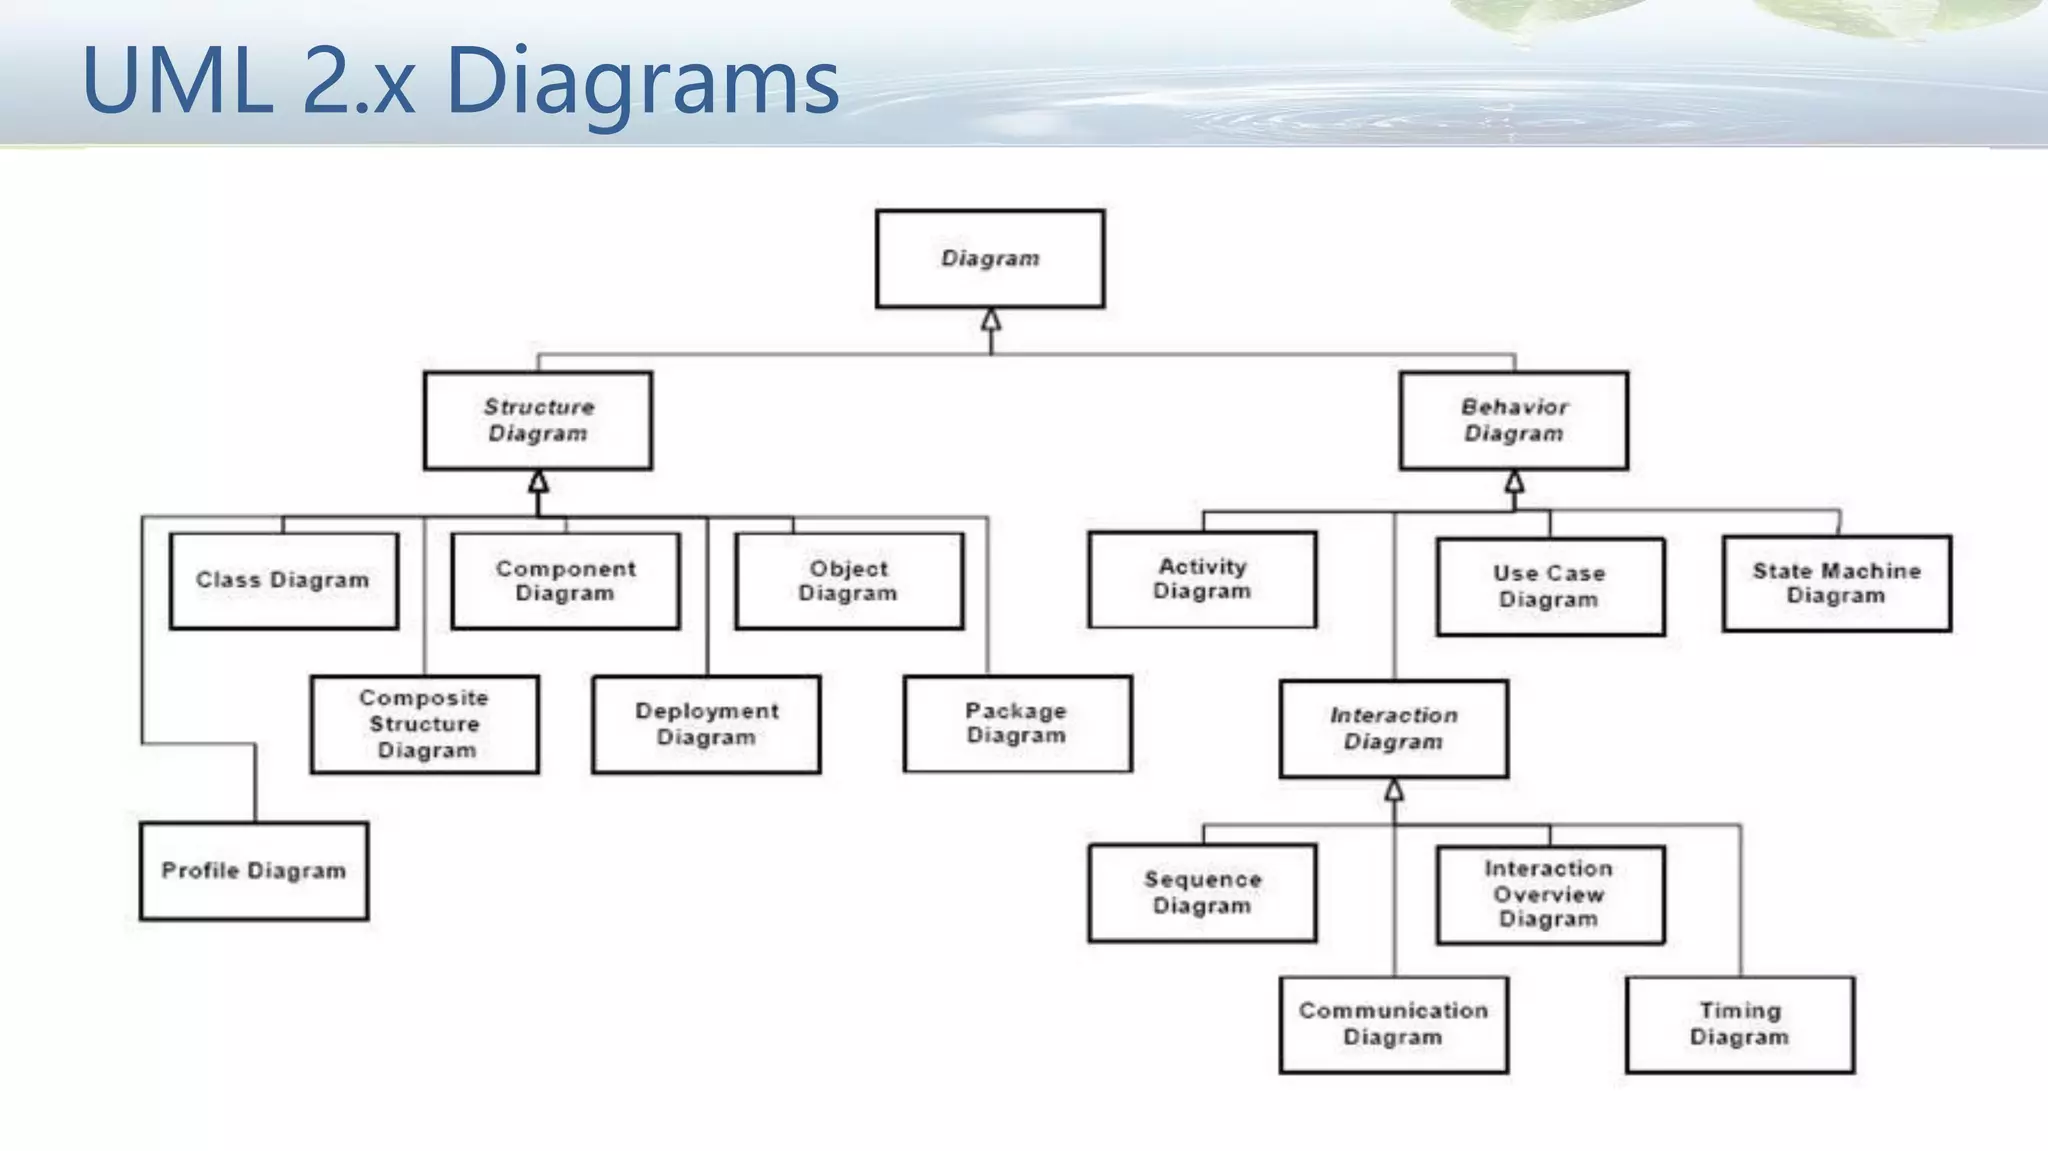 UML 2.x Diagrams
Diagram
Structure
Diagram
Behavior
Diagram
Class Diagram
Component
Diagram
Object
Diagram
Activity
Diagram
Use Case
Diagram
State Machine
Diagram
Composite
Structure
Diagram
Deployment
Diagram
Package
Diagram
Interaction
Diagram
Profile Diagram
Sequence
Diagram
Interaction
Overview
Diagram
Communication
Diagram
Timing
Diagram